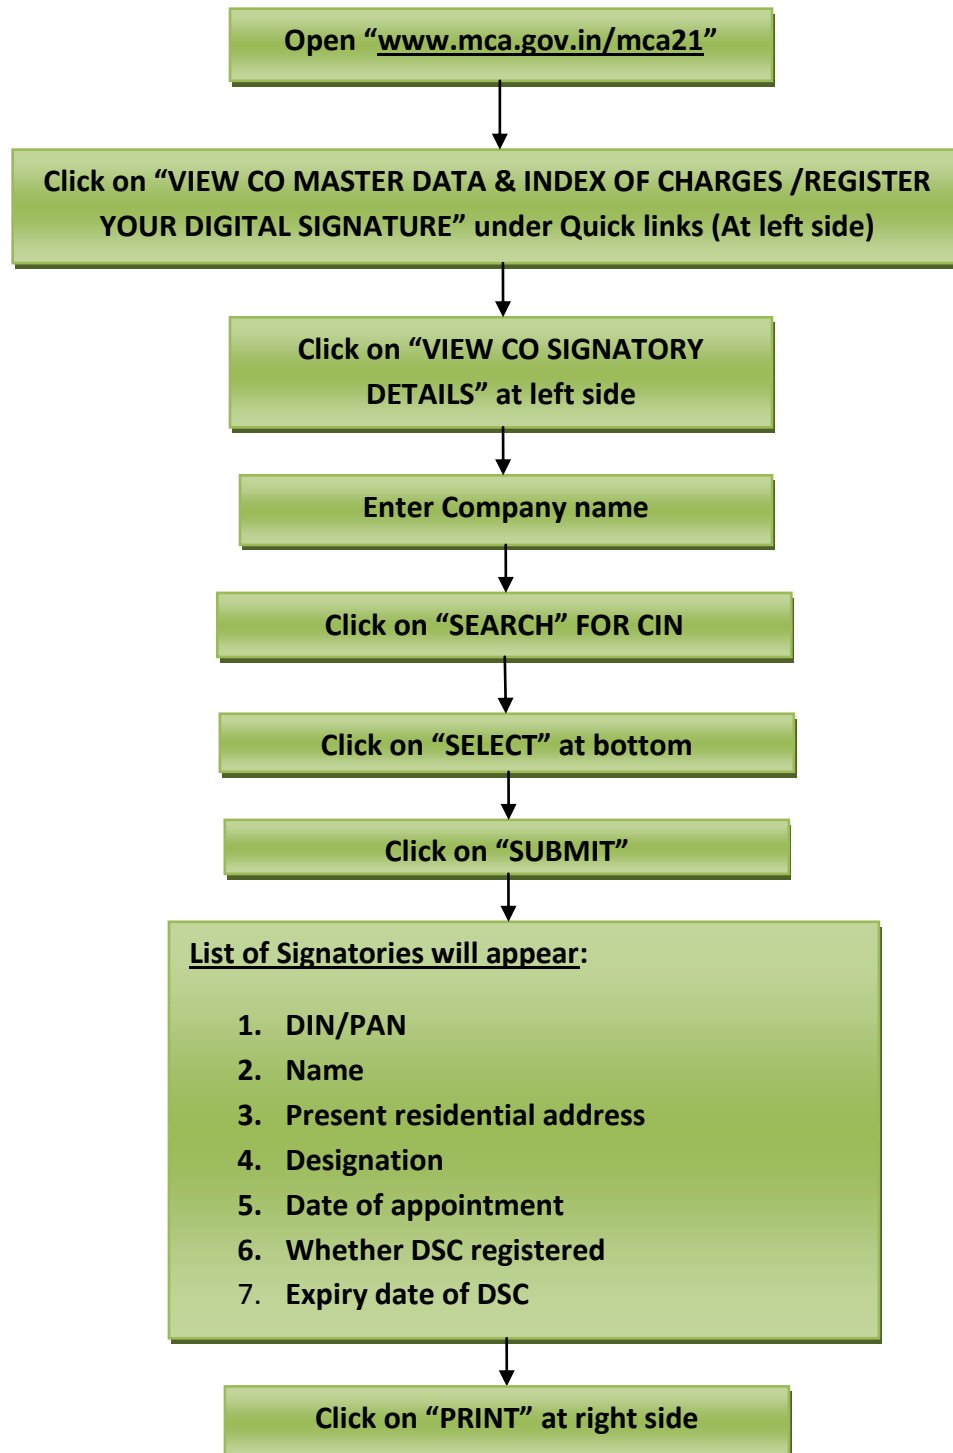 Open “www.mca.gov.in/mca21”
Click on “VIEW CO MASTER DATA & INDEX OF CHARGES /REGISTER
YOUR DIGITAL SIGNATURE” under Quick links (At left side)
Click on “VIEW CO SIGNATORY
DETAILS” at left side
Enter Company name
Click on “SEARCH” FOR CIN
Click on “SELECT” at bottom
Click on “SUBMIT”
List of Signatories will appear:
1. DIN/PAN
2. Name
3. Present residential address
4. Designation
5. Date of appointment
6. Whether DSC registered
7. Expiry date of DSC
Click on “PRINT” at right side